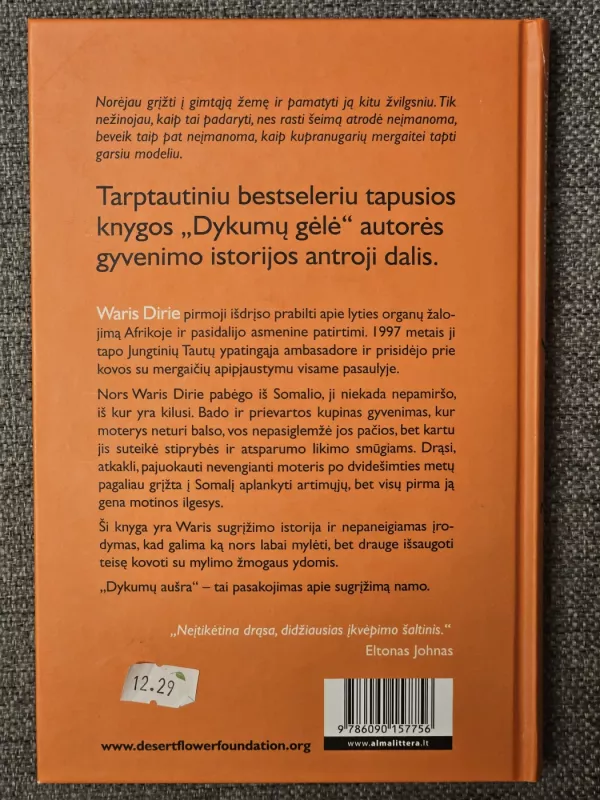 Norėjau grįžti į gimtąją žemę ir pamatyti ją kitu žvilgsniu. Tik
nežinojau, kaip tai padaryti, nes rasti šeimą atrodė neįmanoma,
beveik taip pat neįmanoma, kaip kupranugarių mergaitei tapti
garsiu modeliu.
Tarptautiniu bestseleriu tapusios
knygos „Dykumų gėlė“ autorės
gyvenimo istorijos antroji dalis.
Waris Dirie pirmoji išdrįso prabilti apie lyties organų žalo-
jimą Afrikoje ir pasidalijo asmenine patirtimi. 1997 metais ji
tapo Jungtinių Tautų ypatingąja ambasadore ir prisidėjo prie
kovos su mergaičių apipjaustymu visame pasaulyje.
Nors Waris Dirie pabėgo iš Somalio, ji niekada nepamiršo,
iš kur yra kilusi. Bado ir prievartos kupinas gyvenimas, kur
moterys neturi balso, vos nepasiglemžė jos pačios, bet kartu
jis suteikė stiprybės ir atsparumo likimo smūgiams. Drąsi,
atkakli, pajuokauti nevengianti moteris po dvidešimties metų
pagaliau grįžta į Somalį aplankyti artimųjų, bet visų pirma ją
gena motinos ilgesys.
Ši knyga yra Waris sugrįžimo istorija ir nepaneigiamas įro-
dymas, kad galima ką nors labai mylėti, bet drauge išsaugoti
teisę kovoti su mylimo žmogaus ydomis.
„Dykumų aušra“ – tai pasakojimas apie sugrįžimą namo.
„Neįtikėtina drąsa, didžiausias įkvėpimo šaltinis.“
Eltonas Johnas
12.29
9 786090 157756
www.desertflowerfoundation.org
www.almalittera.lt